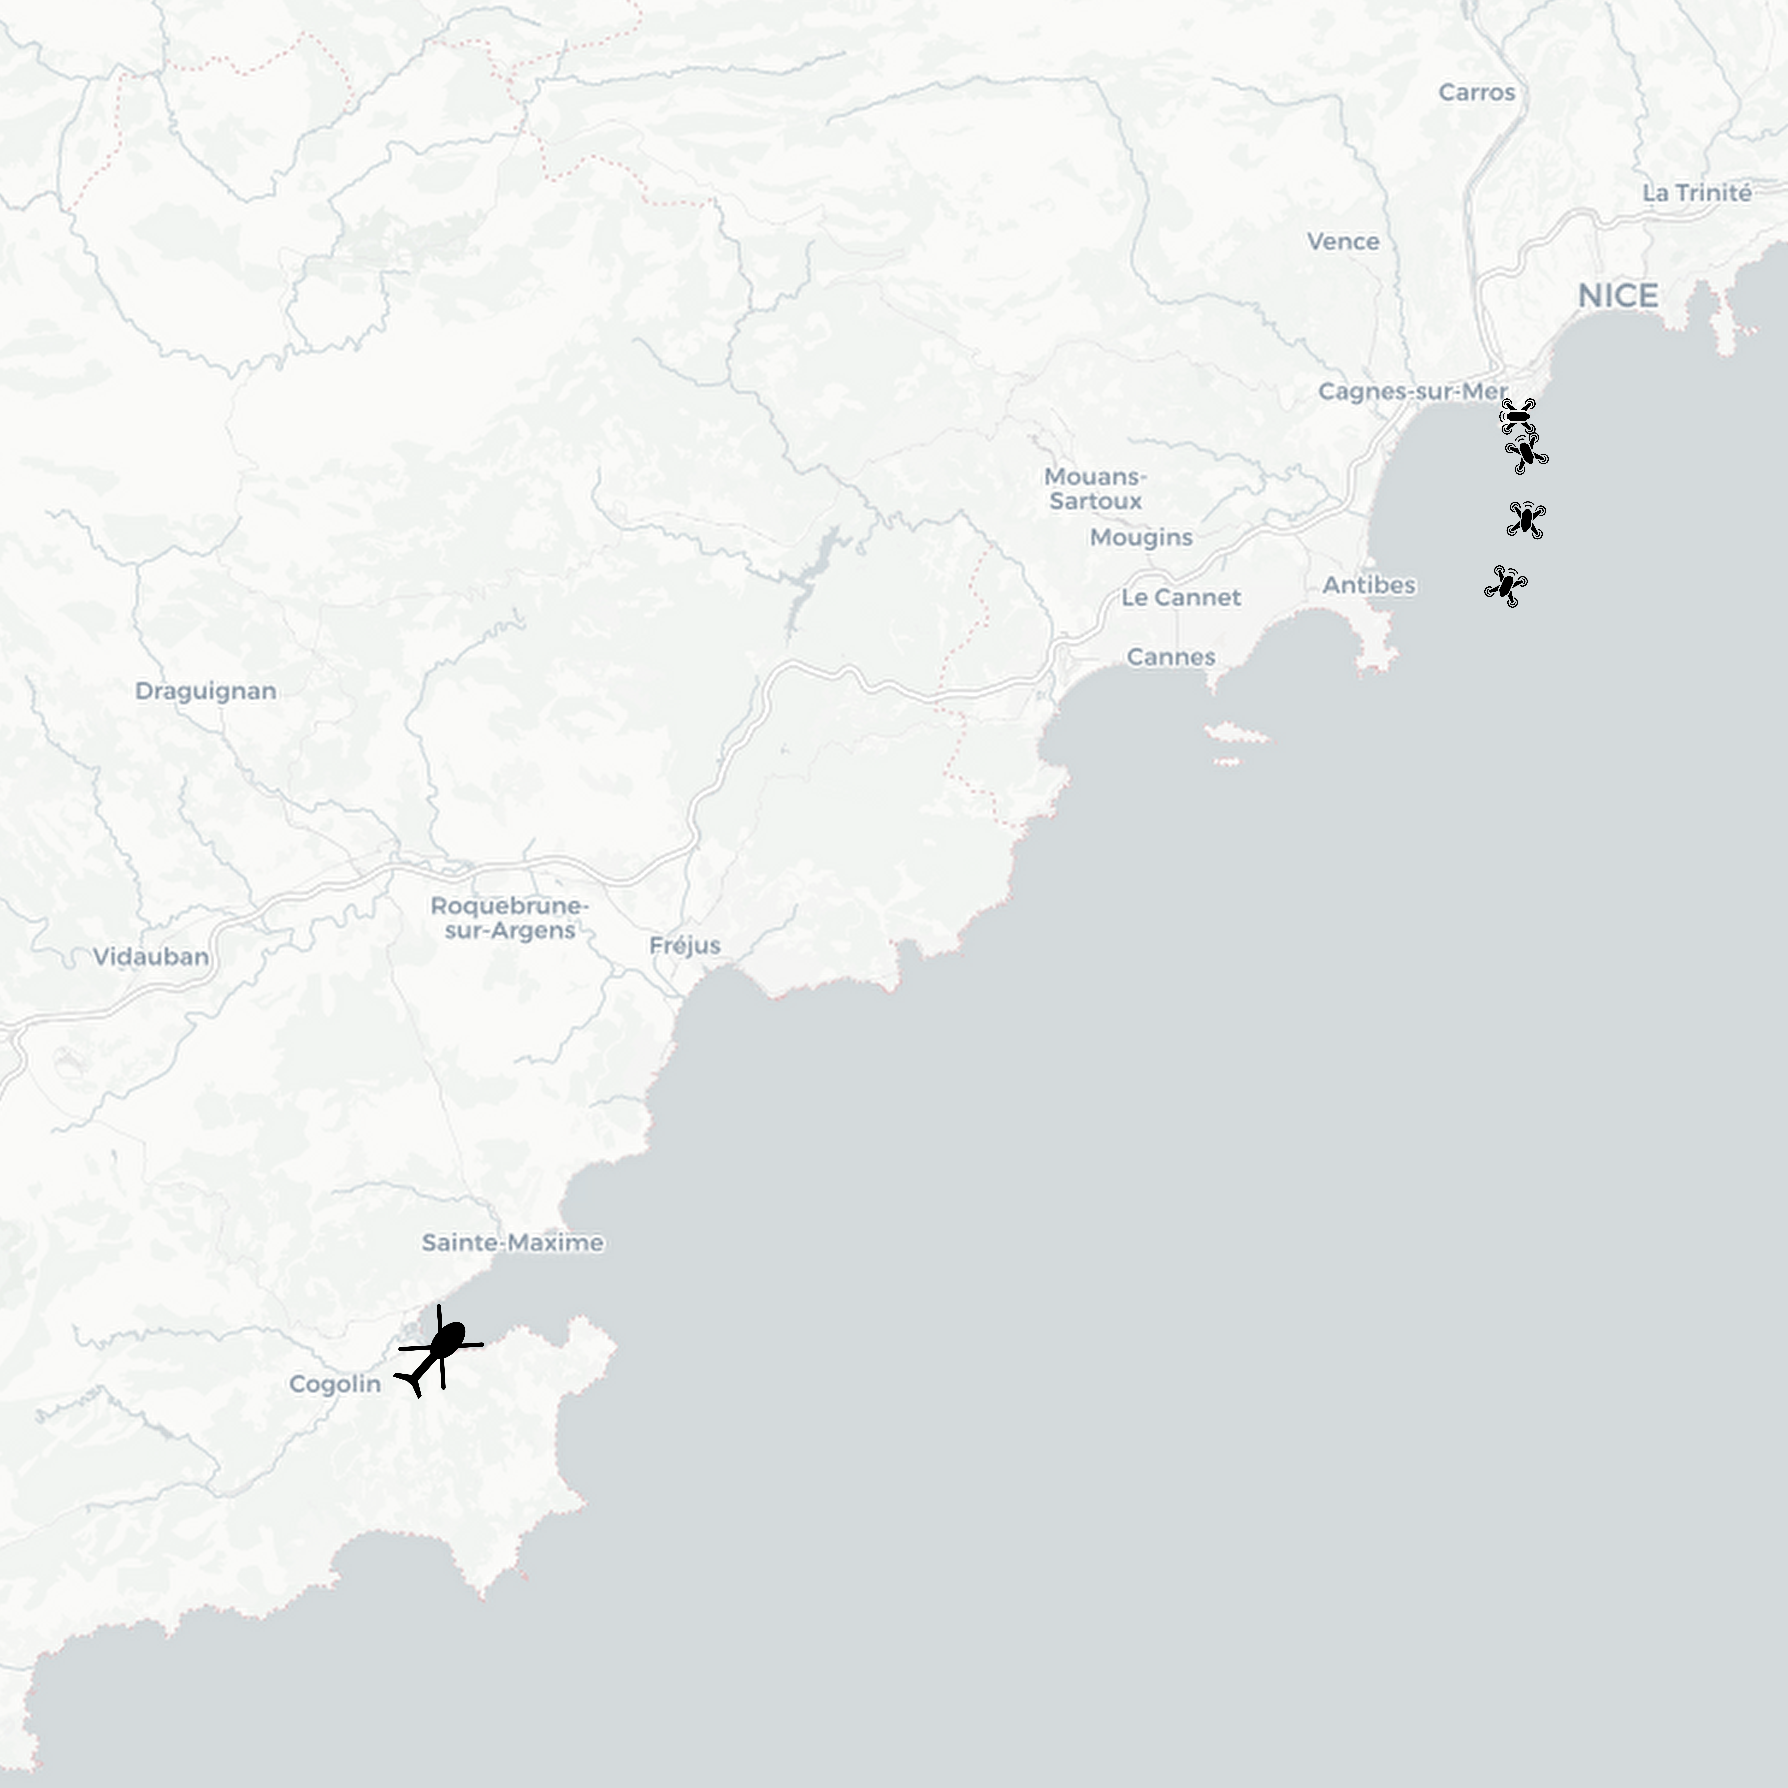 Carros
La Trinité
Vence
NICE
Cagnes-sur-Mer
Mouans-
Sartoux
Mougins
Antibes
Le Cannet
Cannes
Draguignan
Roquebrune-
sur-Argens
Fréjus
Vidauban
Sainte-Maxime
Cogolin